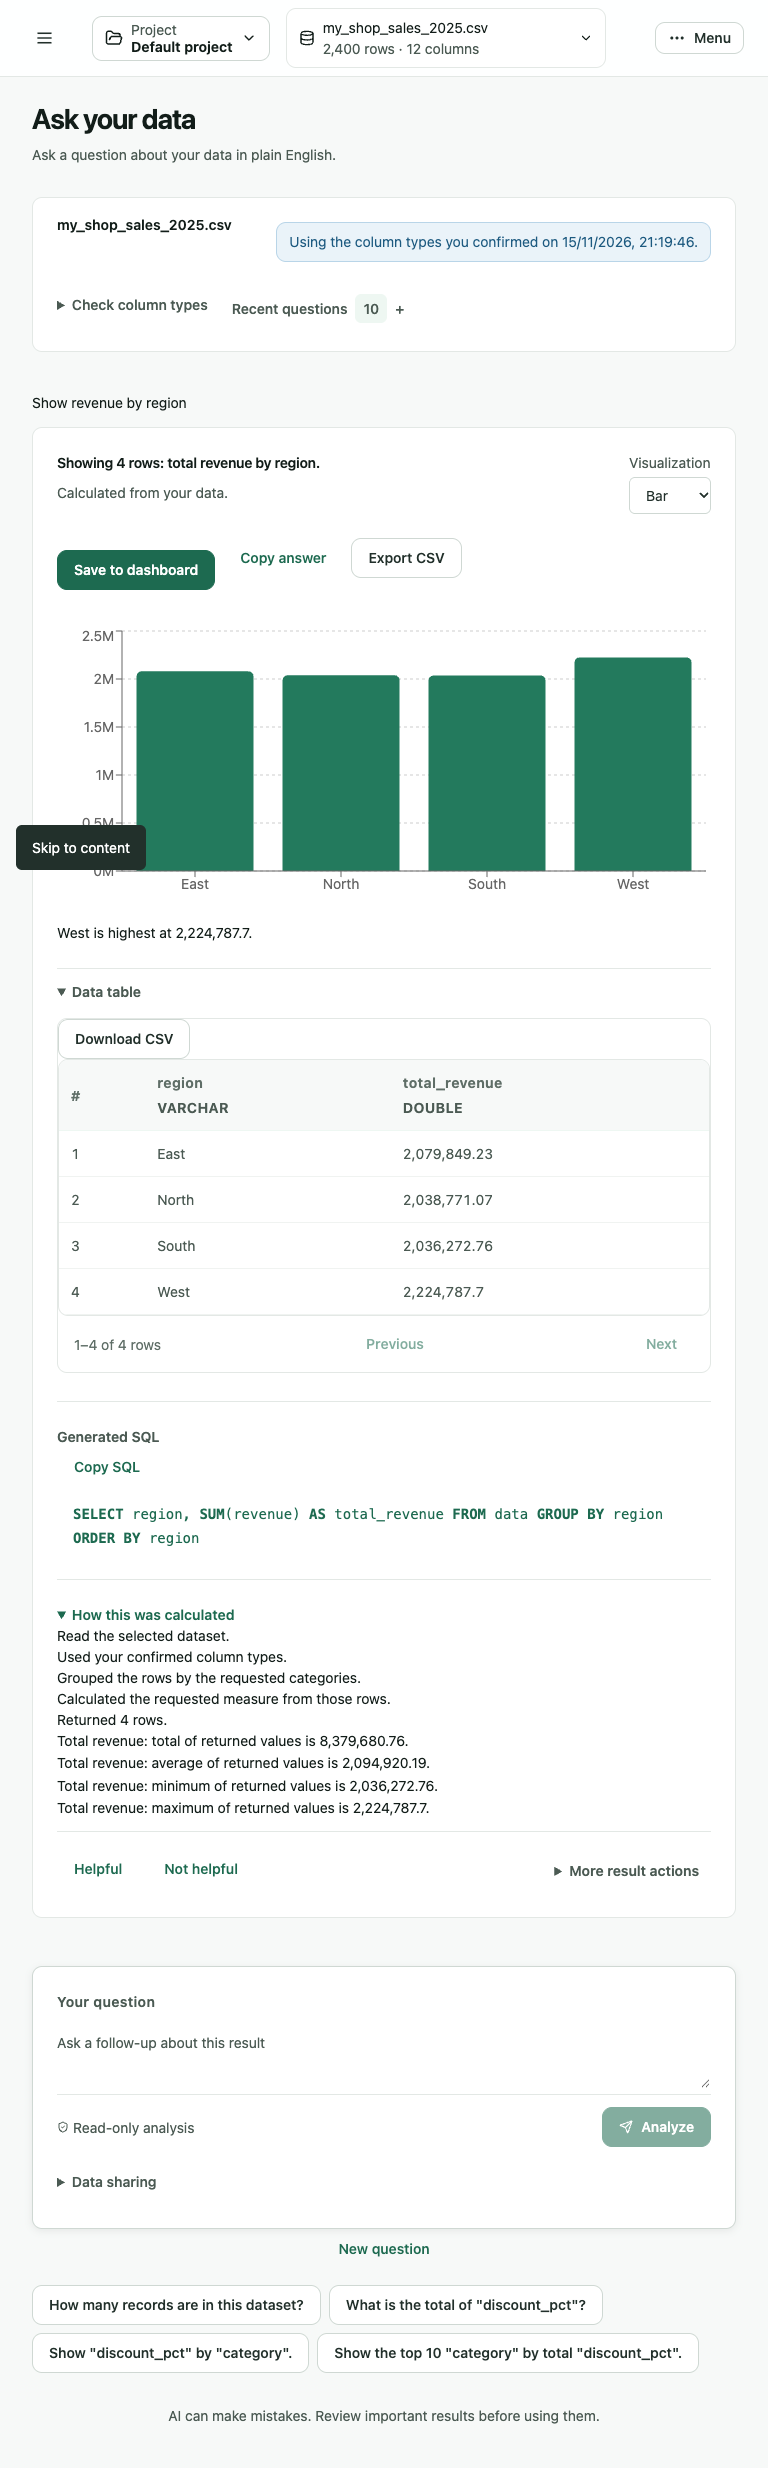 Project
Default project
my_shop_sales_2025.csv
2,400 rows · 12 columns
Menu
Ask your data
Ask a question about your data in plain English.
my_shop_sales_2025.csv
Using the column types you confirmed on 15/11/2026, 21:19:46.
Check column types
Recent questions 10 +
Show revenue by region
Showing 4 rows: total revenue by region.
Visualization
Calculated from your data.
Bar
Save to dashboard
Copy answer
Export CSV
2.5M
2M
1.5M
1M
0.5M
Skip to content
0M
East North South West
West is highest at 2,224,787.7.
Data table
Download CSV
# region total_revenue
VARCHAR DOUBLE
1 East 2,079,849.23
2 North 2,038,771.07
3 South 2,036,272.76
4 West 2,224,787.7
1–4 of 4 rows Previous Next
Generated SQL
Copy SQL
SELECT region, SUM(revenue) AS total_revenue FROM data GROUP BY region
ORDER BY region
How this was calculated
Read the selected dataset.
Used your confirmed column types.
Grouped the rows by the requested categories.
Calculated the requested measure from those rows.
Returned 4 rows.
Total revenue: total of returned values is 8,379,680.76.
Total revenue: average of returned values is 2,094,920.19.
Total revenue: minimum of returned values is 2,036,272.76.
Total revenue: maximum of returned values is 2,224,787.7.
Helpful Not helpful More result actions
Your question
Ask a follow-up about this result
Read-only analysis
Analyze
Data sharing
New question
How many records are in this dataset?
What is the total of "discount_pct"?
Show "discount_pct" by "category".
Show the top 10 "category" by total "discount_pct".
AI can make mistakes. Review important results before using them.